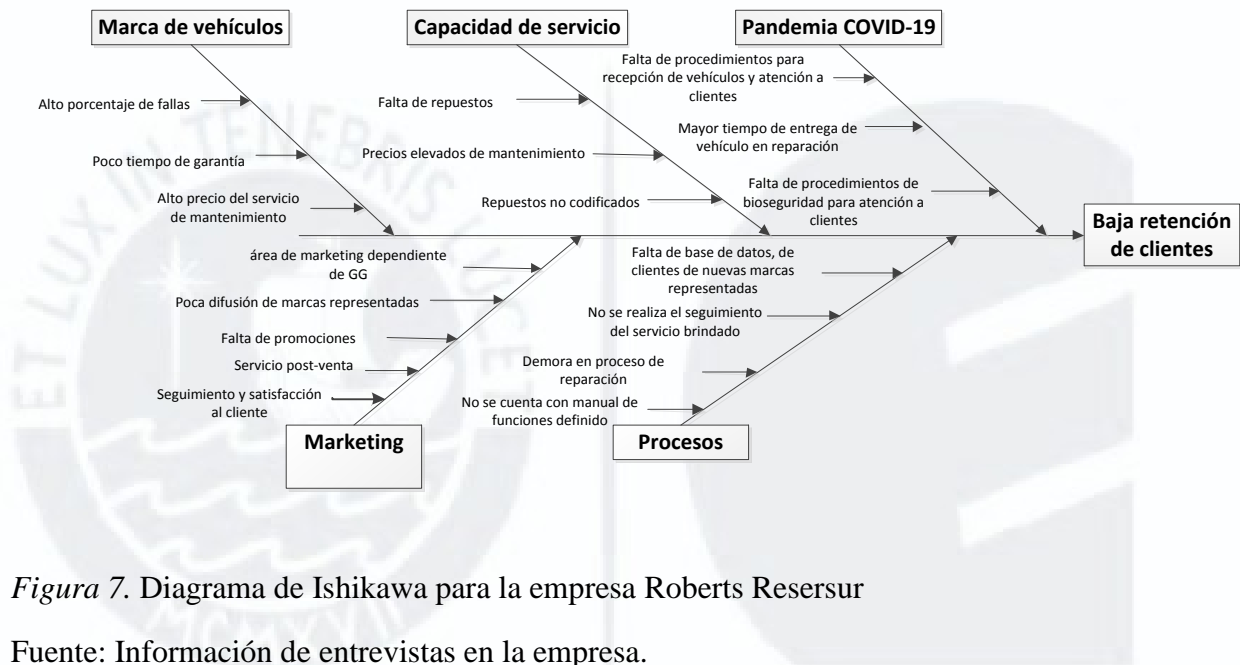 Marca de vehículos
Capacidad de servicio
Pandemia COVID-19
Alto porcentaje de fallas
Poco tiempo de garantía
Alto precio del servicio
de mantenimiento
Falta de repuestos
Precios elevados de mantenimiento
Repuestos no codificados
Falta de procedimientos para
recepción de vehículos y atención a
clientes
Mayor tiempo de entrega de
vehículo en reparación
Falta de procedimientos de
bioseguridad para atención a
clientes
Baja retención
de clientes
área de marketing dependiente
de GG
Poca difusión de marcas representadas
Falta de promociones
Servicio post-venta
Seguimiento y satisfacción
al cliente
Marketing
Falta de base de datos, de
clientes de nuevas marcas
representadas
No se realiza el seguimiento
del servicio brindado
Demora en proceso de
reparación
No se cuenta con manual de
funciones definido
Procesos
ET LUX IN TENEBRIS LUCET
MCMXVII
Figura 7. Diagrama de Ishikawa para la empresa Roberts Resersur
Fuente: Información de entrevistas en la empresa.